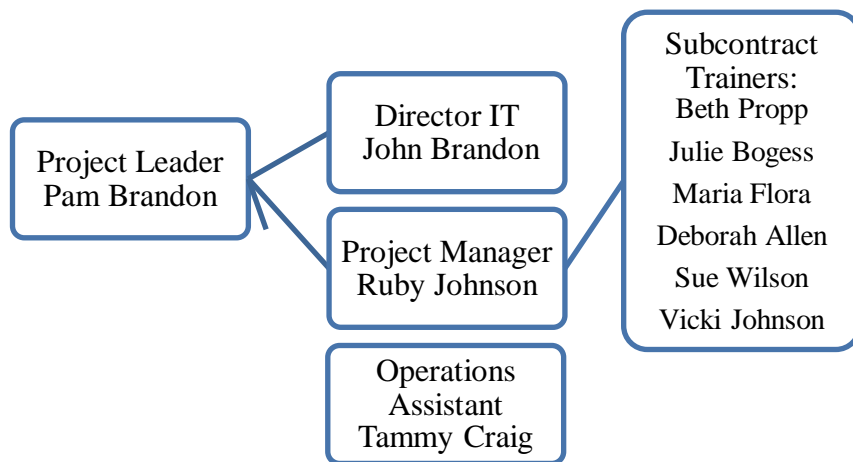 Project Leader
Pam Brandon
Director IT
John Brandon
Project Manager
Ruby Johnson
Operations
Assistant
Tammy Craig
Subcontract
Trainers:
Beth Propp
Julie Bogess
Maria Flora
Deborah Allen
Sue Wilson
Vicki Johnson